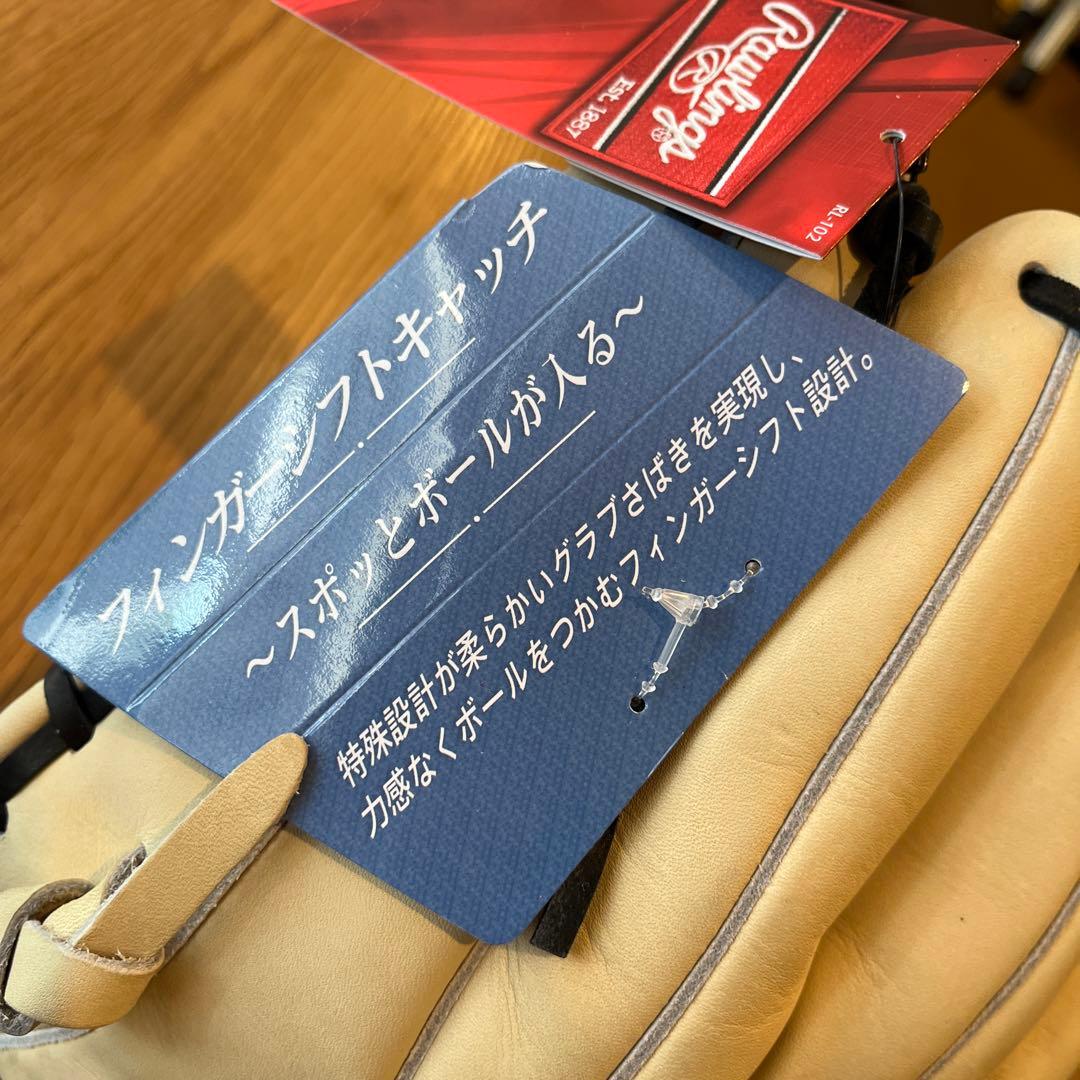 Rawlings
R
Est. 1887
RL-102
フィンガーシフトキャッチ
〜スポッとボールが入る〜
特殊設計が柔らかいグラブさばきを実現し、
力感なくボールをつかむフィンガーシフト設計。